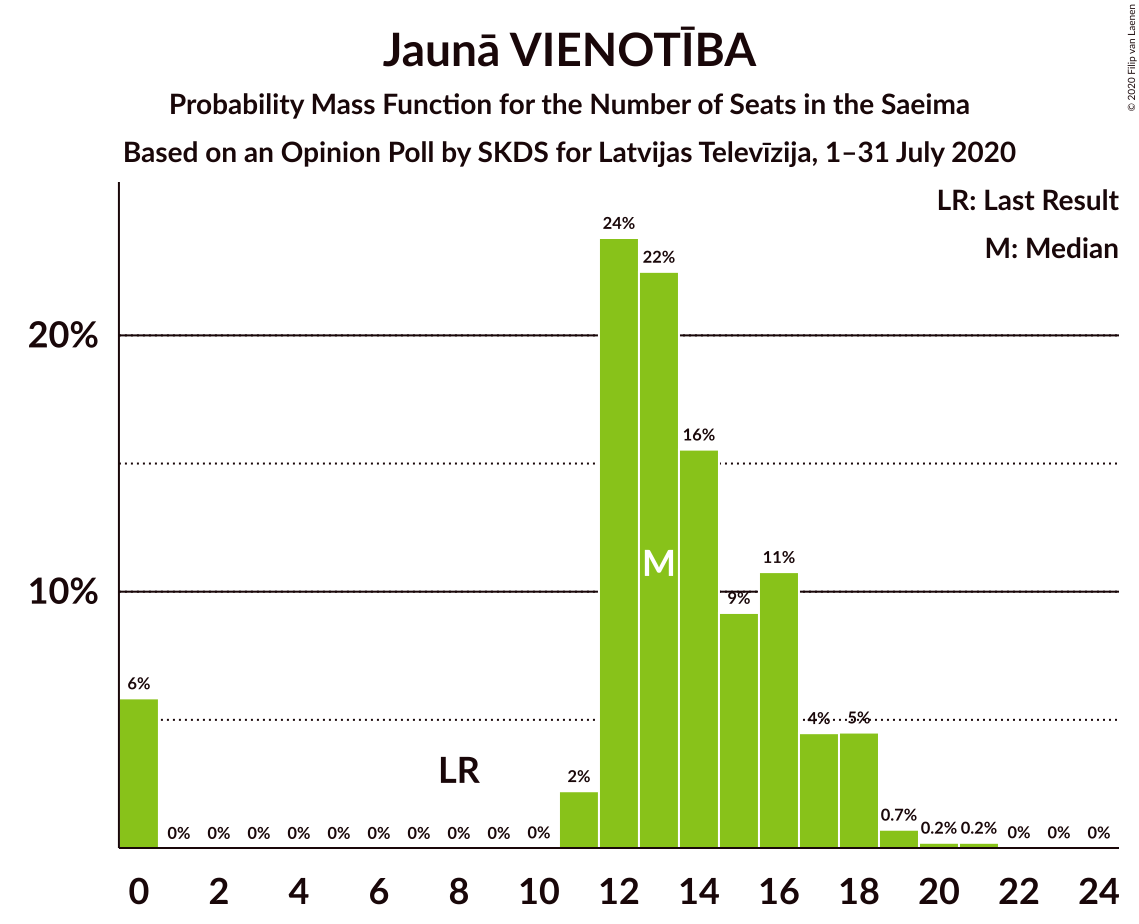 Jaunā VIENOTĪBA
Probability Mass Function for the Number of Seats in the Saeima
Based on an Opinion Poll by SKDS for Latvijas Televīzija, 1–31 July 2020
© 2020 Filip van Laenen
LR: Last Result
M: Median
24%
22%
20%
16%
M
11%
10%
9%
6%
4%
5%
LR
2%
0% 0% 0% 0% 0% 0% 0% 0% 0% 0%
0.7%
0.2% 0.2% 0% 0% 0%
0 2 4 6 8 10 12 14 16 18 20 22 24